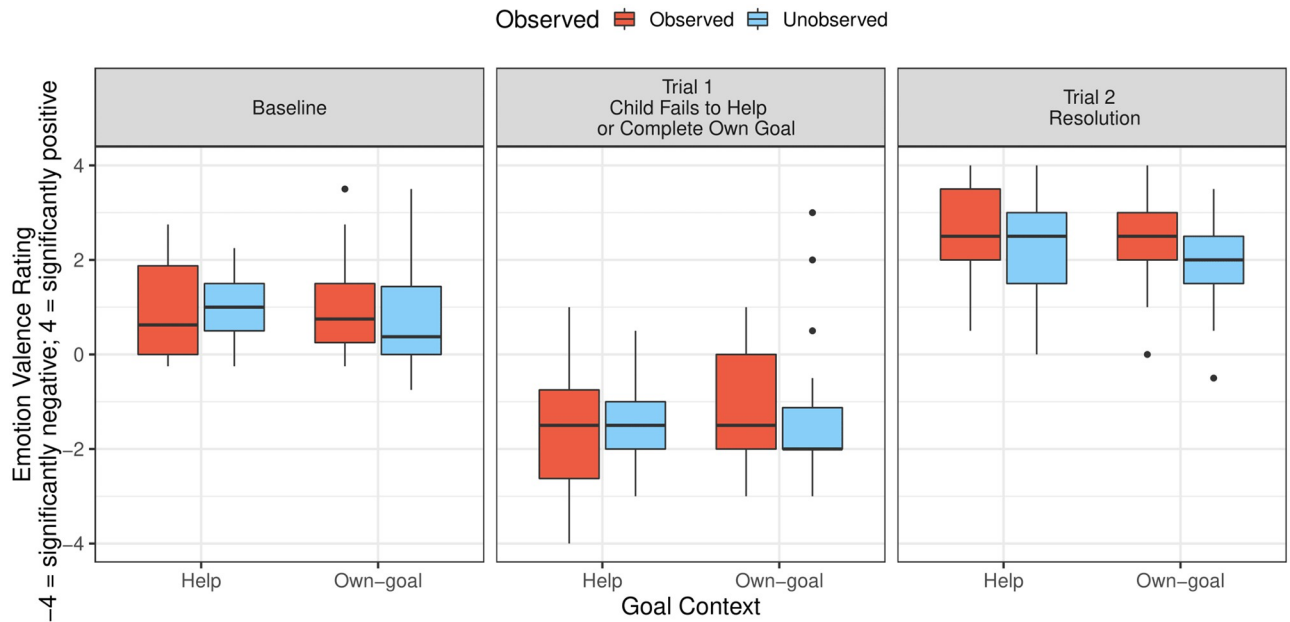 Observed Observed Unobserved
Baseline
Trial 1
Child Fails to Help
or Complete Own Goal
Trial 2
Resolution
Emotion Valence Rating
−4 = significantly negative; 4 = significantly positive
4
2
0
−2
−4
Help Own−goal Help Own−goal Help Own−goal
Goal Context